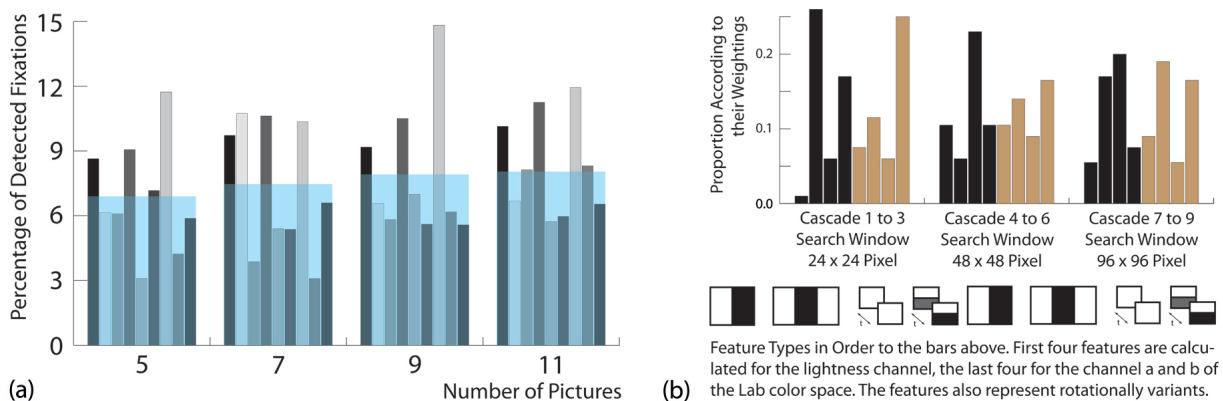 15
12
9
6
3
0
Percentage of Detected Fixations
5 7 9 11
(a) Number of Pictures
Proportion According to
their Weightings
0.2
0.1
0.0
Cascade 1 to 3
Search Window
24 x 24 Pixel
Cascade 4 to 6
Search Window
48 x 48 Pixel
Cascade 7 to 9
Search Window
96 x 96 Pixel
t t t t
Feature Types in Order to the bars above. First four features are calcu-
lated for the lightness channel, the last four for the channel a and b of
(b) the Lab color space. The features also represent rotationally variants.